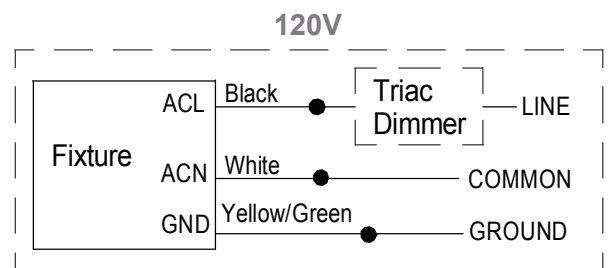 120V
ACL Black Triac Dimmer LINE
Fixture
ACN White COMMON
GND Yellow/Green GROUND